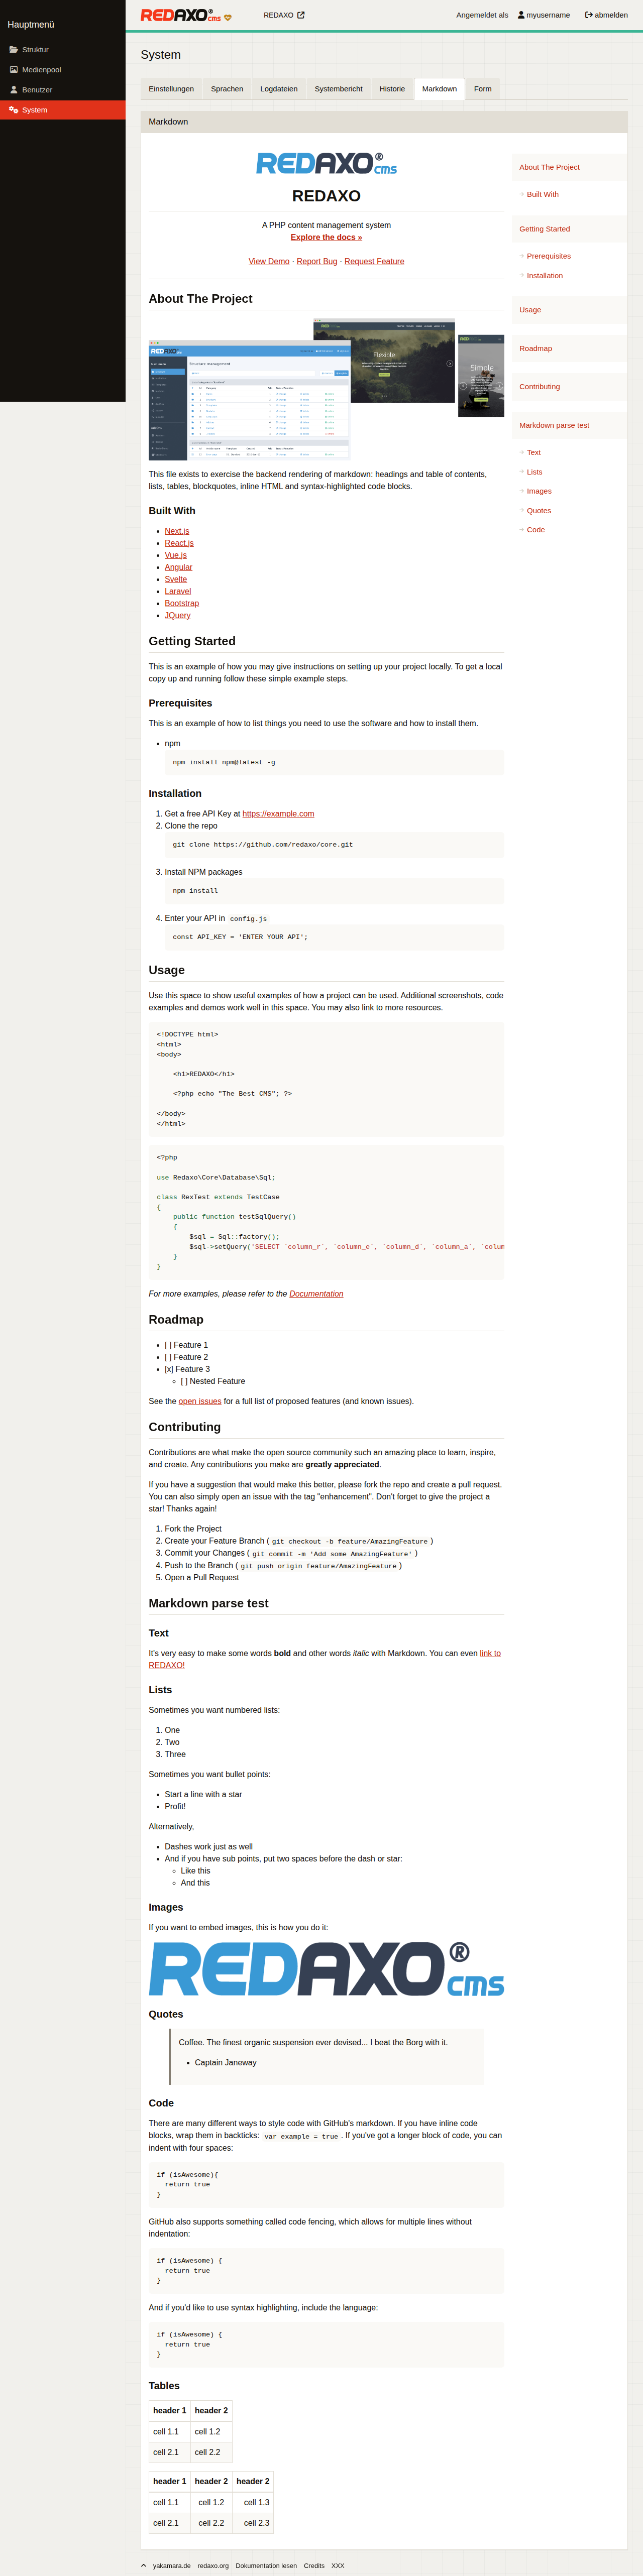 Hauptmenü
Struktur
Medienpool
Benutzer
System
REDAXO® cms
REDAXO
Angemeldet als myusername abmelden
System
Einstellungen Sprachen Logdateien Systembericht Historie Markdown Form
Markdown
REDAXO® cms
REDAXO
A PHP content management system
Explore the docs »
View Demo · Report Bug · Request Feature
About The Project
REDAXO
Flexible
Simple
This file exists to exercise the backend rendering of markdown: headings and table of contents,
lists, tables, blockquotes, inline HTML and syntax-highlighted code blocks.
Built With
Next.js
React.js
Vue.js
Angular
Svelte
Laravel
Bootstrap
JQuery
Getting Started
This is an example of how you may give instructions on setting up your project locally. To get a local
copy up and running follow these simple example steps.
Prerequisites
This is an example of how to list things you need to use the software and how to install them.
npm
npm install npm@latest -g
Installation
1. Get a free API Key at https://example.com
2. Clone the repo
git clone https://github.com/redaxo/core.git
3. Install NPM packages
npm install
4. Enter your API in config.js
const API_KEY = 'ENTER YOUR API';
Usage
Use this space to show useful examples of how a project can be used. Additional screenshots, code
examples and demos work well in this space. You may also link to more resources.
<!DOCTYPE html>
<html>
<body>
<h1>REDAXO</h1>
<?php echo "The Best CMS"; ?>
</body>
</html>
<?php
use Redaxo\Core\Database\Sql;
class RexTest extends TestCase
{
public function testSqlQuery()
{
$sql = Sql::factory();
$sql->setQuery('SELECT `column_r`, `column_e`, `column_d`, `column_a`, `colum
}
}
For more examples, please refer to the Documentation
Roadmap
[ ] Feature 1
[ ] Feature 2
[x] Feature 3
[ ] Nested Feature
See the open issues for a full list of proposed features (and known issues).
Contributing
Contributions are what make the open source community such an amazing place to learn, inspire,
and create. Any contributions you make are greatly appreciated.
If you have a suggestion that would make this better, please fork the repo and create a pull request.
You can also simply open an issue with the tag "enhancement". Don't forget to give the project a
star! Thanks again!
1. Fork the Project
2. Create your Feature Branch ( git checkout -b feature/AmazingFeature )
3. Commit your Changes ( git commit -m 'Add some AmazingFeature' )
4. Push to the Branch ( git push origin feature/AmazingFeature )
5. Open a Pull Request
Markdown parse test
Text
It's very easy to make some words bold and other words italic with Markdown. You can even link to
REDAXO!
Lists
Sometimes you want numbered lists:
1. One
2. Two
3. Three
Sometimes you want bullet points:
Start a line with a star
Profit!
Alternatively,
Dashes work just as well
And if you have sub points, put two spaces before the dash or star:
Like this
And this
Images
If you want to embed images, this is how you do it:
REDAXO® cms
Quotes
Coffee. The finest organic suspension ever devised... I beat the Borg with it.
Captain Janeway
Code
There are many different ways to style code with GitHub's markdown. If you have inline code
blocks, wrap them in backticks: var example = true . If you've got a longer block of code, you can
indent with four spaces:
if (isAwesome){
return true
}
GitHub also supports something called code fencing, which allows for multiple lines without
indentation:
if (isAwesome) {
return true
}
And if you'd like to use syntax highlighting, include the language:
if (isAwesome) {
return true
}
Tables
header 1 header 2
cell 1.1 cell 1.2
cell 2.1 cell 2.2
header 1 header 2 header 2
cell 1.1 cell 1.2 cell 1.3
cell 2.1 cell 2.2 cell 2.3
About The Project
Built With
Getting Started
Prerequisites
Installation
Usage
Roadmap
Contributing
Markdown parse test
Text
Lists
Images
Quotes
Code
yakamara.de redaxo.org Dokumentation lesen Credits XXX